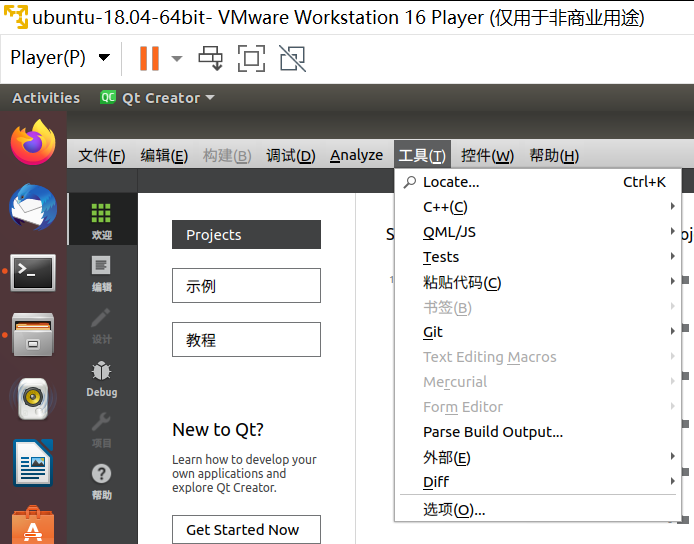 ubuntu-18.04-64bit- VMware Workstation 16 Player (仅用于非商业用途)
Player(P)
Activities QC Qt Creator
文件(F) 编辑(E) 构建(B) 调试(D) Analyze 工具(T) 控件(W) 帮助(H)
欢迎
编辑
设计
Debug
项目
帮助
Projects
示例
教程
New to Qt?
Learn how to develop your
own applications and
explore Qt Creator.
Get Started Now
Locate... Ctrl+K
C++(C)
QML/JS
Tests
粘贴代码(C)
书签(B)
Git
Text Editing Macros
Mercurial
Form Editor
Parse Build Output...
外部(E)
Diff
选项(O)...
S
oj
1